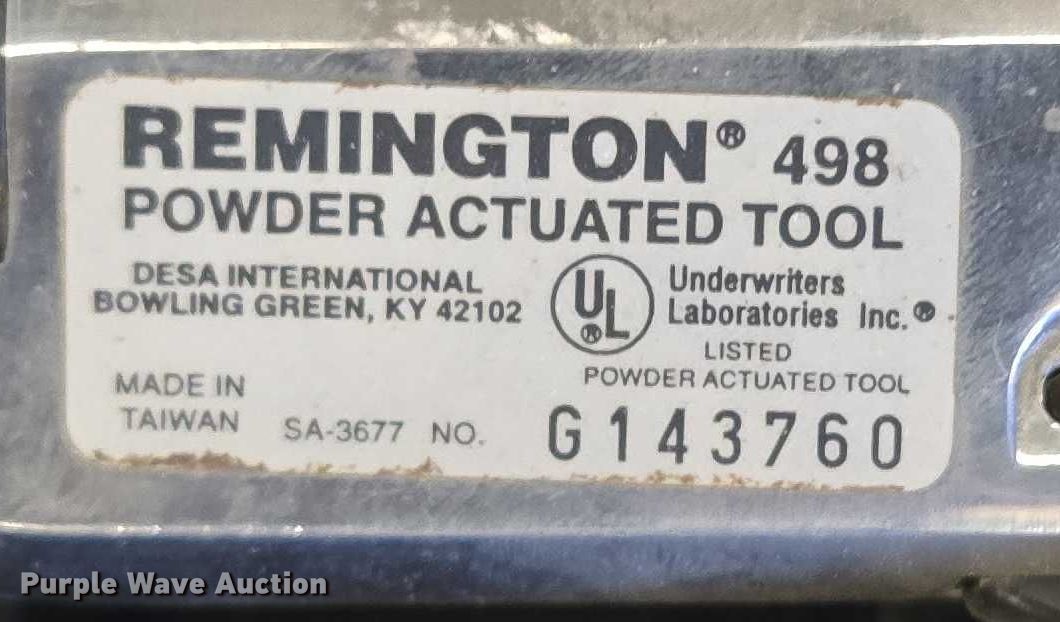 REMINGTON® 498
POWDER ACTUATED TOOL
DESA INTERNATIONAL
BOWLING GREEN, KY 42102
UL®
Underwriters
Laboratories Inc.®
LISTED
POWDER ACTUATED TOOL
MADE IN
TAIWAN
SA-3677 NO. G143760
Purple Wave Auction